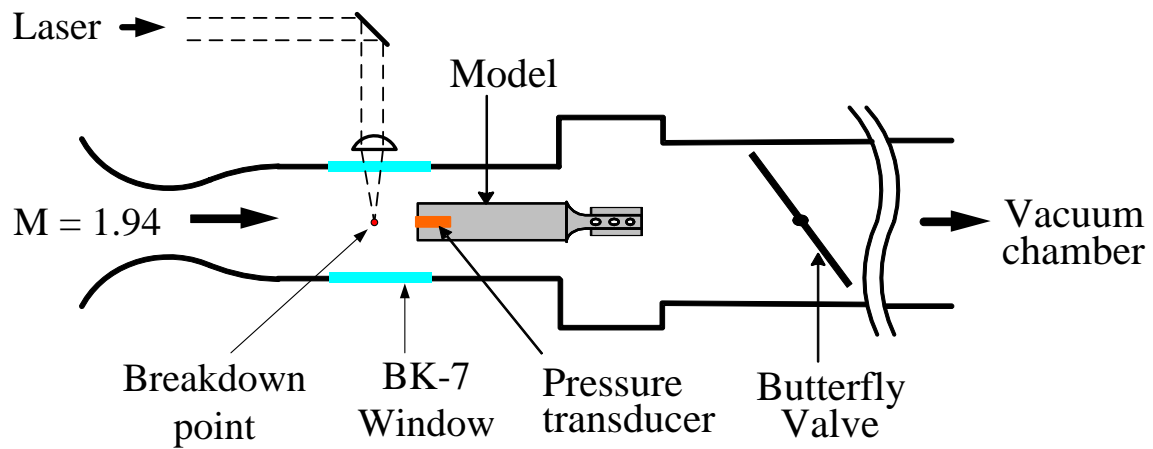 Laser
Model
M = 1.94
Vacuum
chamber
Breakdown
point
BK-7
Window
Pressure
transducer
Butterfly
Valve